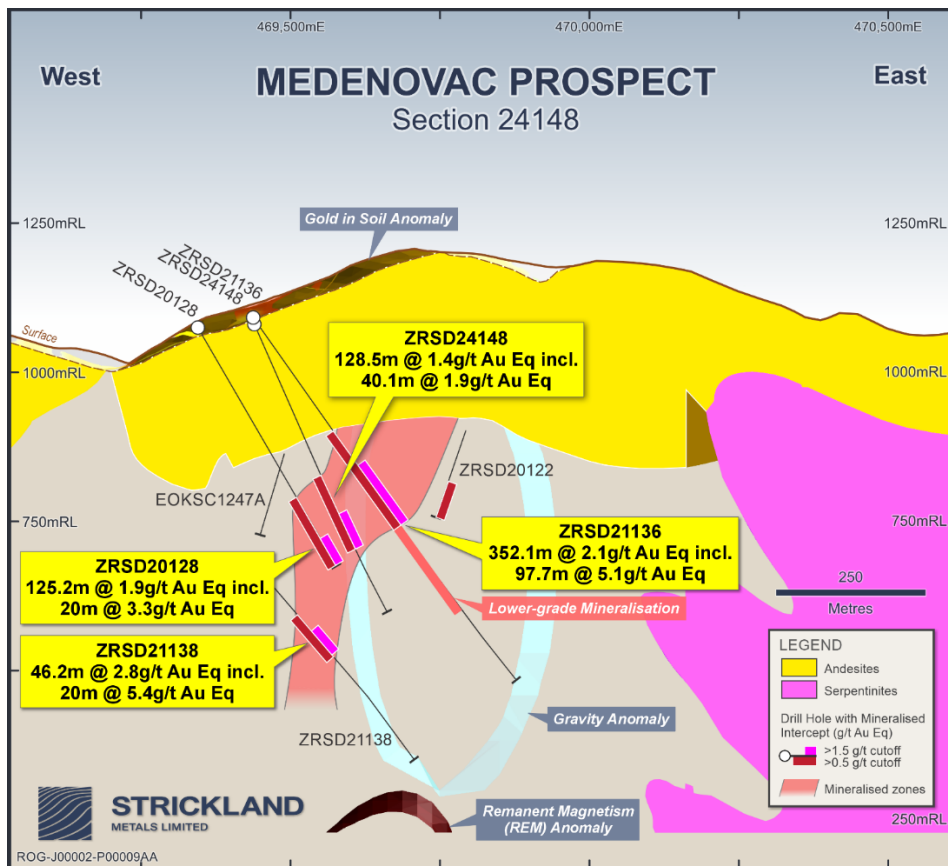 469,500mE
470,000mE
470,500mE
West
MEDENOVAC PROSPECT
East
Section 24148
1250mRL
1250mRL
Gold in Soil Anomaly
ZRSD21136
ZRSD24148
ZRSD20128
Surface
ZRSD24148
128.5m @ 1.4g/t Au Eq incl.
40.1m @ 1.9g/t Au Eq
1000mRL
1000mRL
EOKSC1247A
ZRSD20122
750mRL
750mRL
ZRSD21136
352.1m @ 2.1g/t Au Eq incl.
97.7m @ 5.1g/t Au Eq
ZRSD20128
125.2m @ 1.9g/t Au Eq incl.
20m @ 3.3g/t Au Eq
250
Metres
Lower-grade Mineralisation
ZRSD21138
46.2m @ 2.8g/t Au Eq incl.
20m @ 5.4g/t Au Eq
LEGEND
Andesites
Serpentinites
Drill Hole with Mineralised
Intercept (g/t Au Eq)
>1.5 g/t cutoff
>0.5 g/t cutoff
Mineralised zones
Gravity Anomaly
ZRSD21138
STRICKLAND
METALS LIMITED
Remanent Magnetism
(REM) Anomaly
250mRL
ROG-J00002-P00009AA